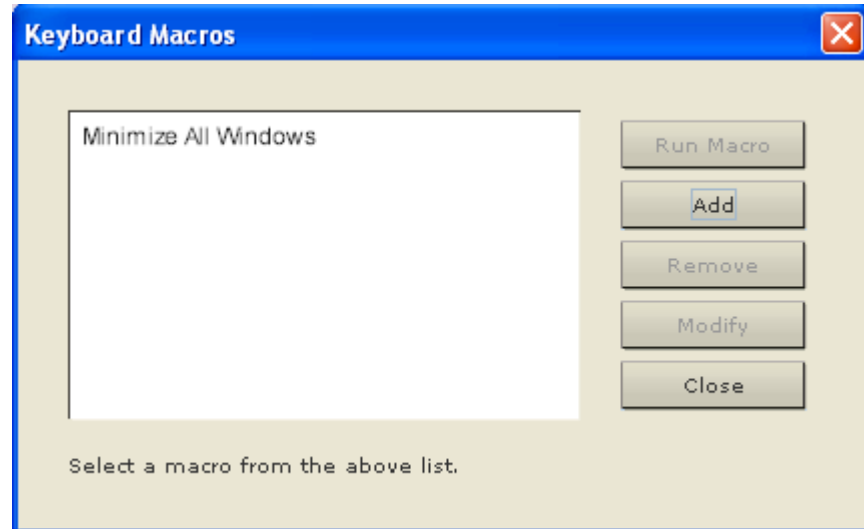 Keyboard Macros
Minimize All Windows
Run Macro
Add
Remove
Modify
Close
Select a macro from the above list.